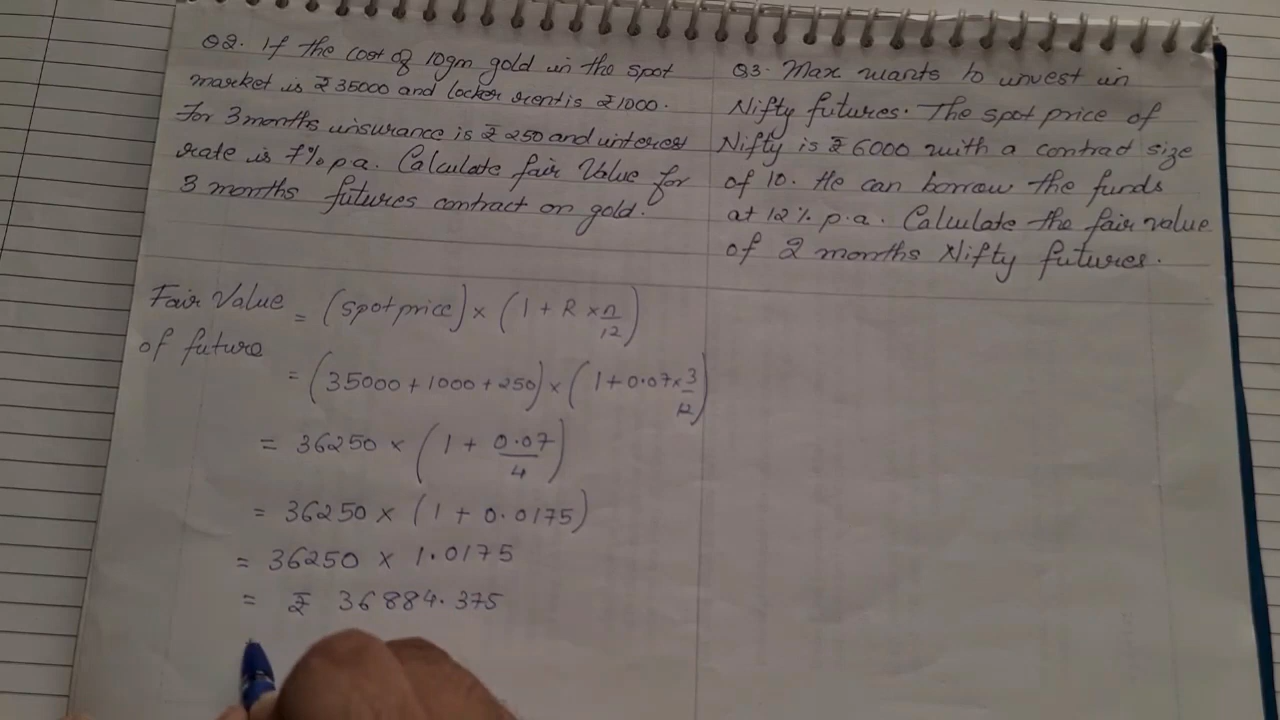 Q2. If the cost of 10gm gold in the spot
market is ₹35000 and locker rent is ₹1000.
For 3 months insurance is ₹250 and interest
rate is 7% p.a. Calculate fair Value for
3 months futures contract on gold.
Fair Value of future = (Spot price) × (1 + R × n/12)
= (35000 + 1000 + 250) × (1 + 0.07 × 3/12)
= 36250 × (1 + 0.07/4)
= 36250 × (1 + 0.0175)
= 36250 × 1.0175
= ₹ 36884.375
Q3. Max wants to invest in
Nifty futures. The spot price of
Nifty is ₹6000 with a contract size
of 10. He can borrow the funds
at 12% p.a. Calculate the fair value
of 2 months Nifty futures.